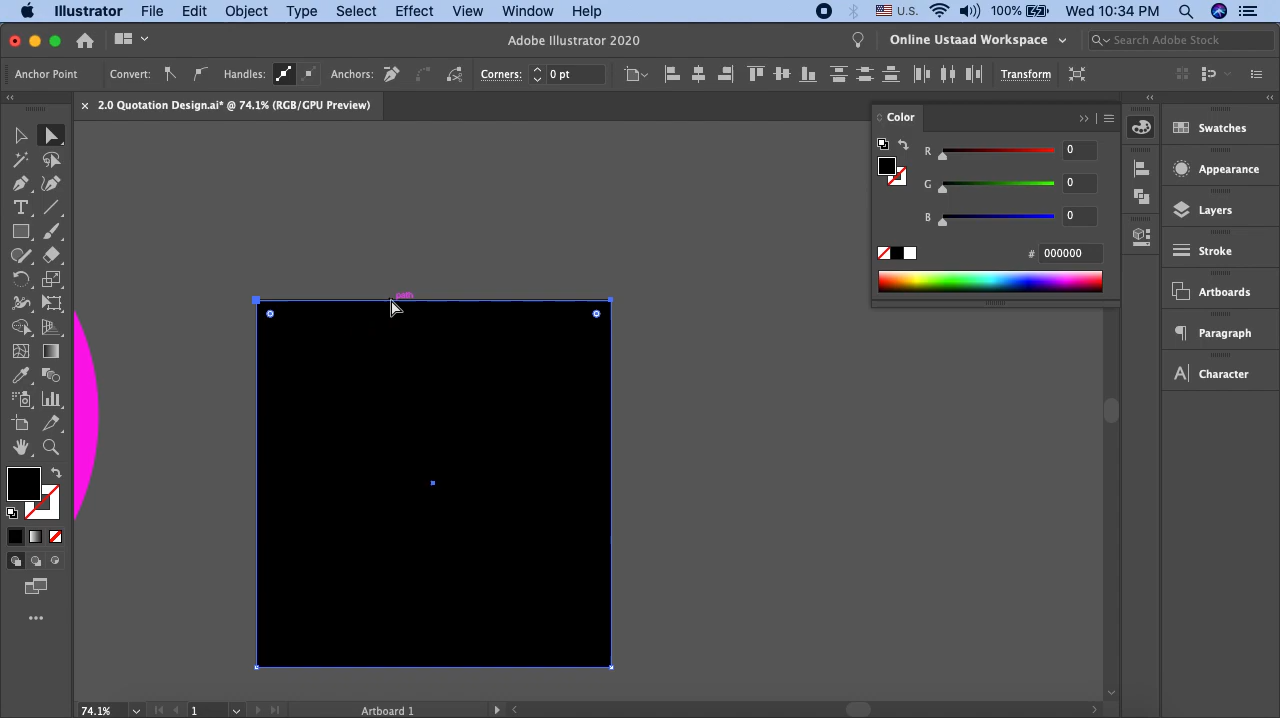 Illustrator File Edit Object Type Select Effect View Window Help U.S. 100% Wed 10:34 PM
Adobe Illustrator 2020 Online Ustaad Workspace Search Adobe Stock
Anchor Point Convert: Handles: Anchors: Corners: 0 pt Transform
× 2.0 Quotation Design.ai* @ 74.1% (RGB/GPU Preview)
Color
R 0
G 0
B 0
# 000000
Swatches
Appearance
Layers
Stroke
Artboards
Paragraph
Character
path
74.1% 1 Artboard 1